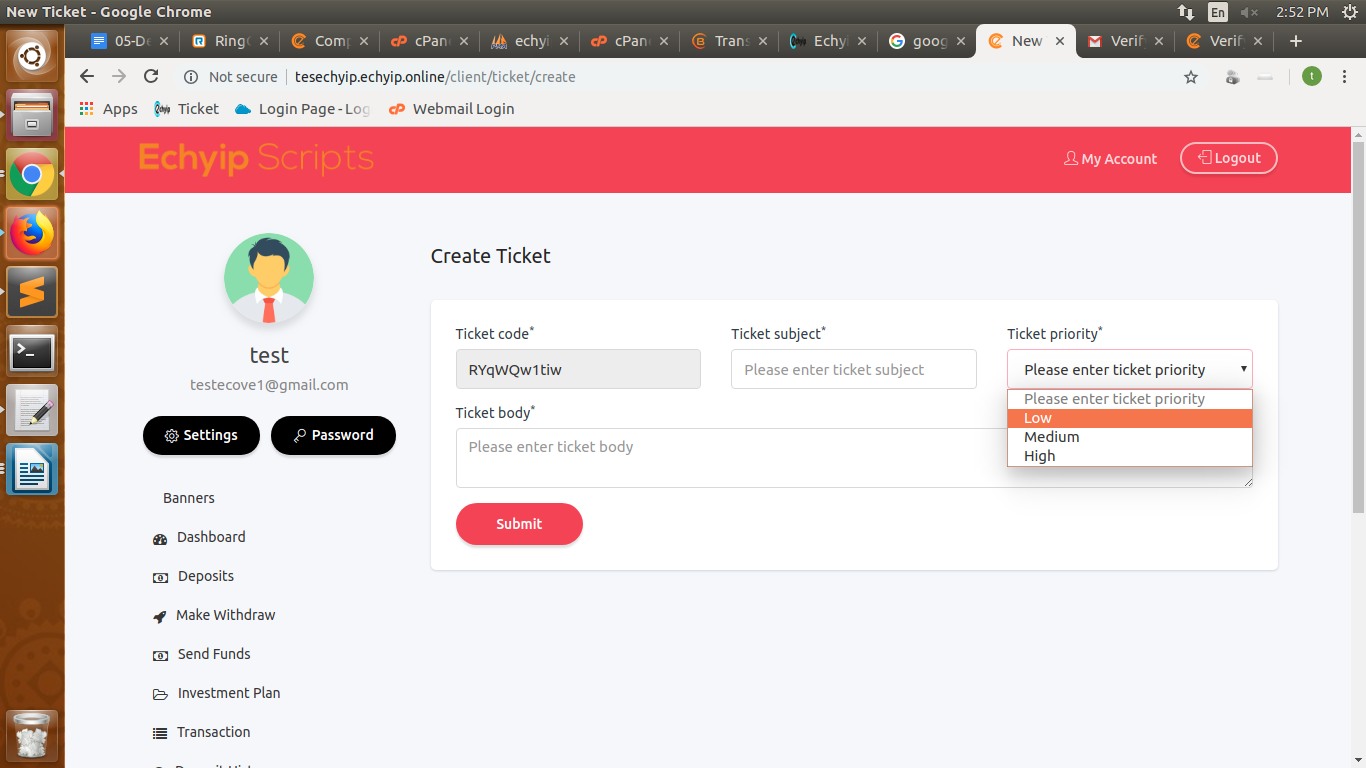 New Ticket - Google Chrome
En
2:52 PM
05-De
RingC
Comp
cPan
echyi
cPan
Trans
Echy
goog
New
Verif
Verif
Not secure
tesechyip.echyip.online/client/ticket/create
t
Apps
Ticket
Login Page - Log
Webmail Login
Echyip Scripts
My Account
Logout
test
testecove1@gmail.com
Settings
Password
Banners
Dashboard
Deposits
Make Withdraw
Send Funds
Investment Plan
Transaction
Create Ticket
Ticket code*
RYqWQw1tiw
Ticket subject*
Please enter ticket subject
Ticket priority*
Please enter ticket priority
Please enter ticket priority
Low
Medium
High
Ticket body*
Please enter ticket body
Submit